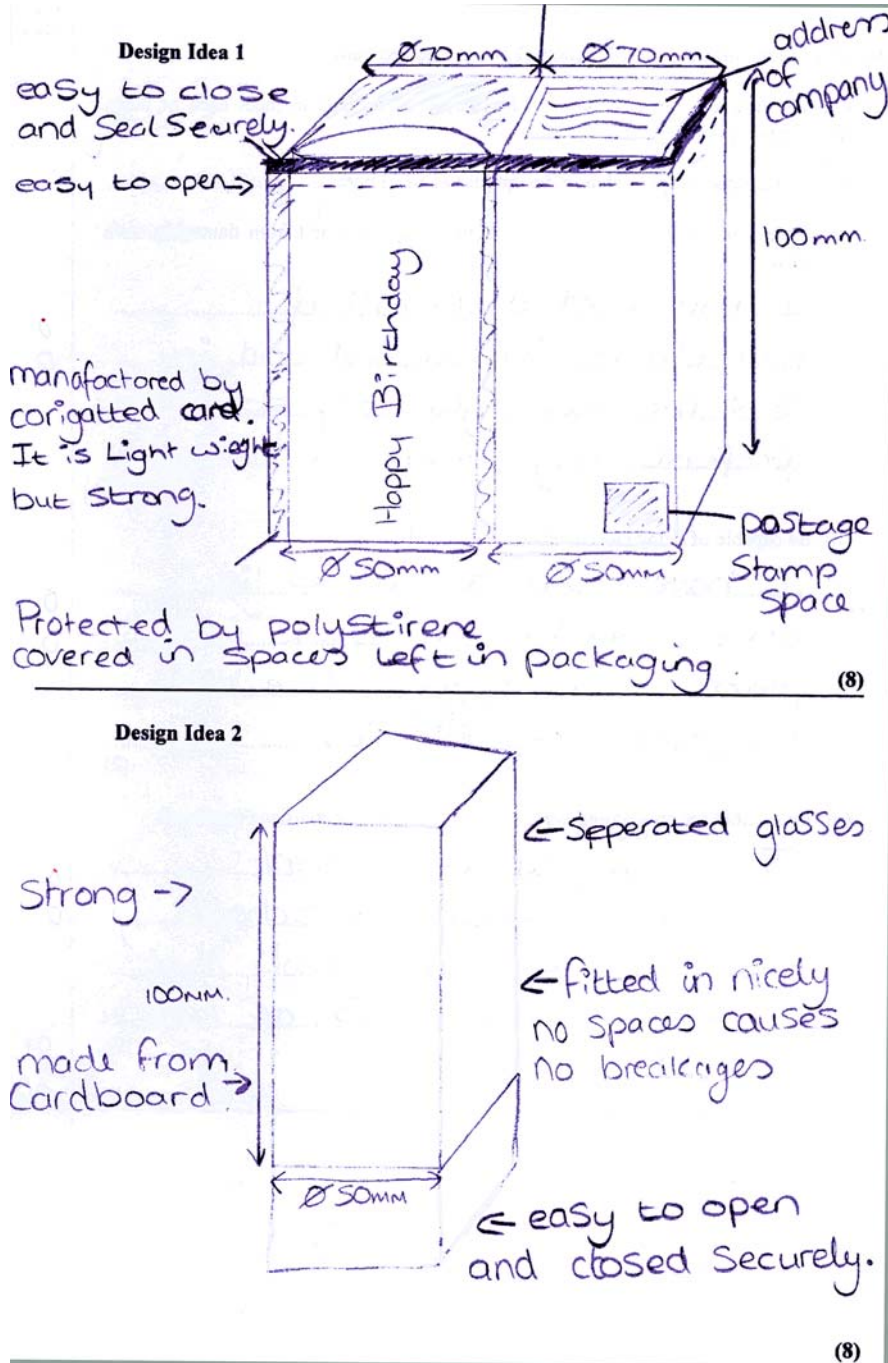 Design Idea 1
Ø70mm
Ø70mm
address
of
company
easy to close
and Seal Seurely.
easy to open
100mm.
Happy Birthday
manafactored by
corigatted card.
It is Light wieght
but strong.
Ø50mm
Ø50mm
postage
Stamp
Space
Protected by polystirene
covered in spaces left in packaging
(8)
Design Idea 2
Seperated glasses
Strong
100mm.
fitted in nicely
no spaces causes
no breakages
made from
Cardboard
Ø50mm
easy to open
and closed Securely.
(8)